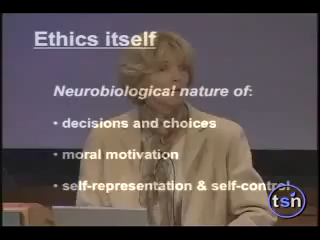 Ethics itself
Neurobiological nature of:
• decisions and choices
• moral motivation
• self-representation & self-control
tsn